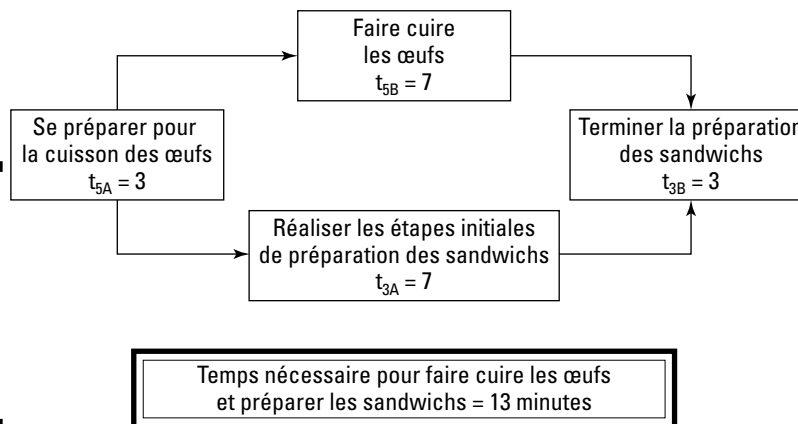 Faire cuire
les œufs
t5B = 7
Se préparer pour
la cuisson des œufs
t5A = 3
Terminer la préparation
des sandwichs
t3B = 3
Réaliser les étapes initiales
de préparation des sandwichs
t3A = 7
Temps nécessaire pour faire cuire les œufs
et préparer les sandwichs = 13 minutes